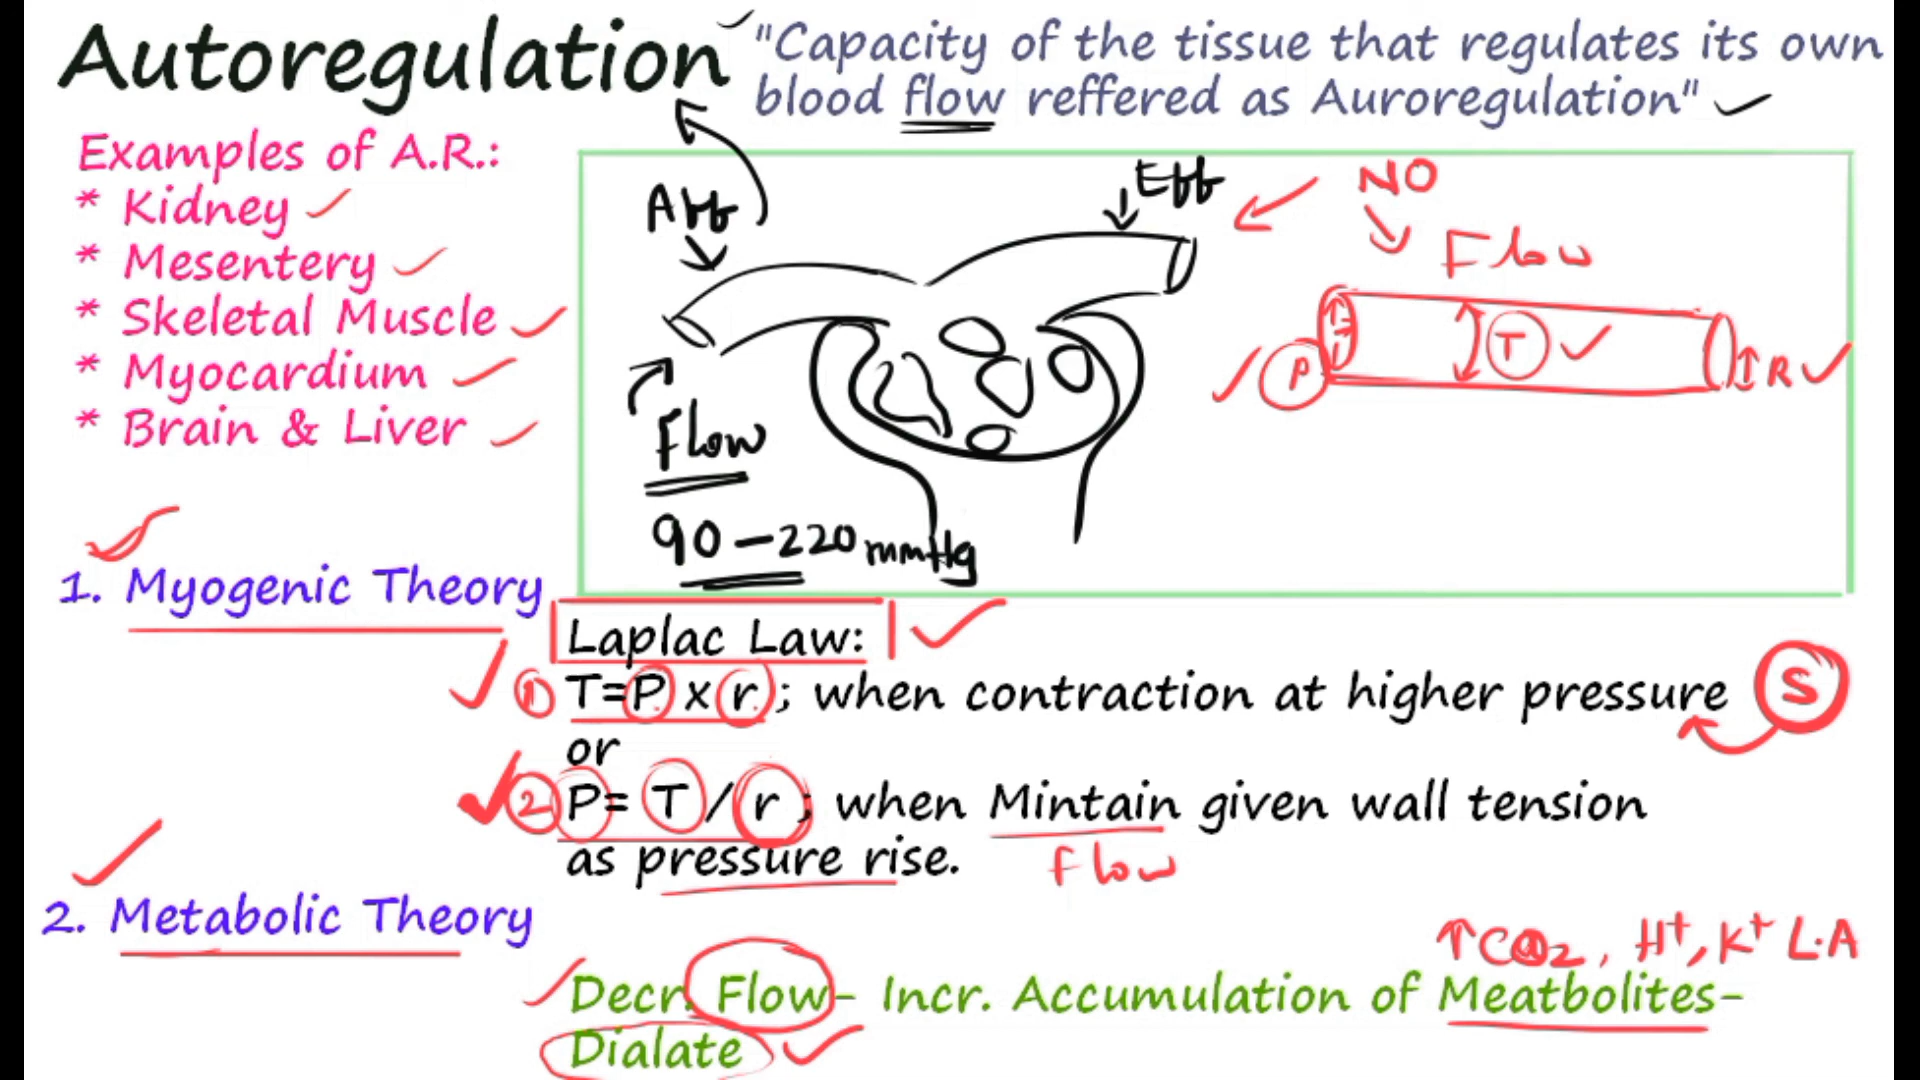 Autoregulation
"Capacity of the tissue that regulates its own
blood flow reffered as Auroregulation"
Examples of A.R.:
* Kidney
* Mesentery
* Skeletal Muscle
* Myocardium
* Brain & Liver
Aff
Eff
NO
Flow
P
T
↑R
Flow
90-220 mmHg
1. Myogenic Theory
Laplac Law:
① T=P x r ; when contraction at higher pressure
S
or
② P= T/r ; when Mintain given wall tension
as pressure rise.
Flow
2. Metabolic Theory
↑CO2, H+, K+ L.A
Decr. Flow- Incr. Accumulation of Meatbolites-
Dialate